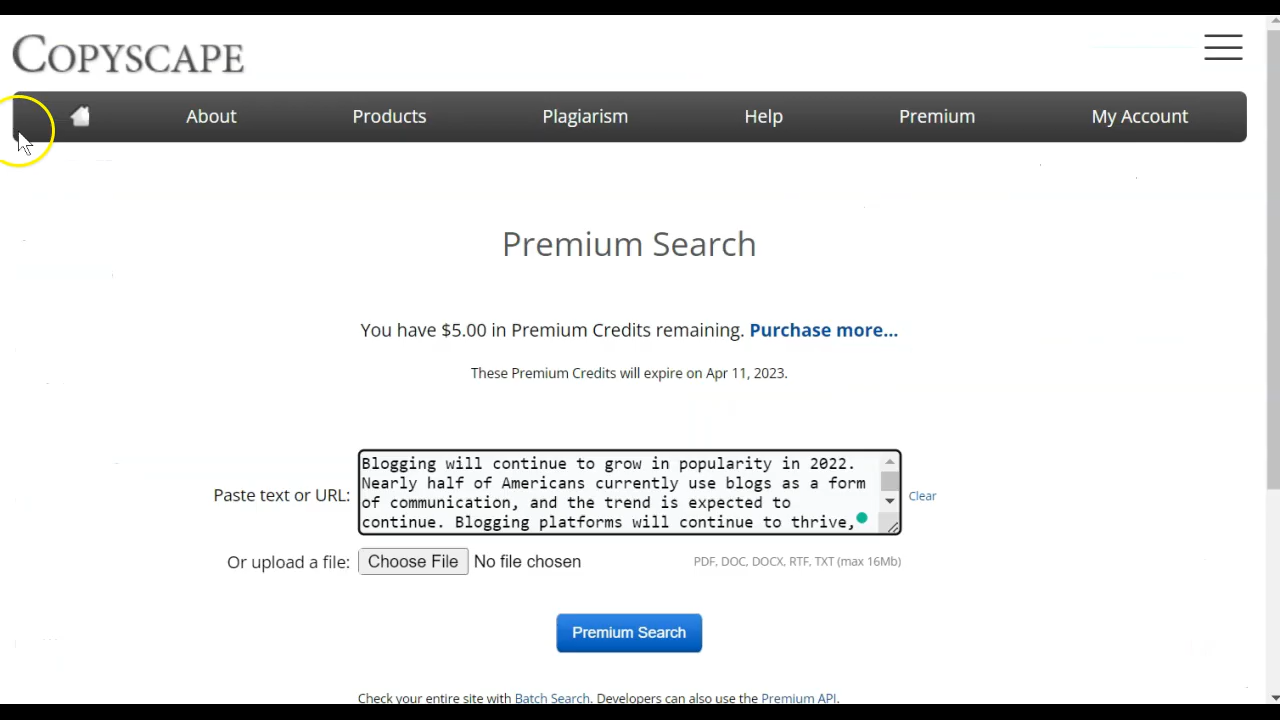 COPYSCAPE
About Products Plagiarism Help Premium My Account
Premium Search
You have $5.00 in Premium Credits remaining. Purchase more...
These Premium Credits will expire on Apr 11, 2023.
Paste text or URL:
Blogging will continue to grow in popularity in 2022.
Nearly half of Americans currently use blogs as a form
of communication, and the trend is expected to
continue. Blogging platforms will continue to thrive,
Clear
Or upload a file: Choose File No file chosen PDF, DOC, DOCX, RTF, TXT (max 16Mb)
Premium Search
Check your entire site with Batch Search. Developers can also use the Premium API.